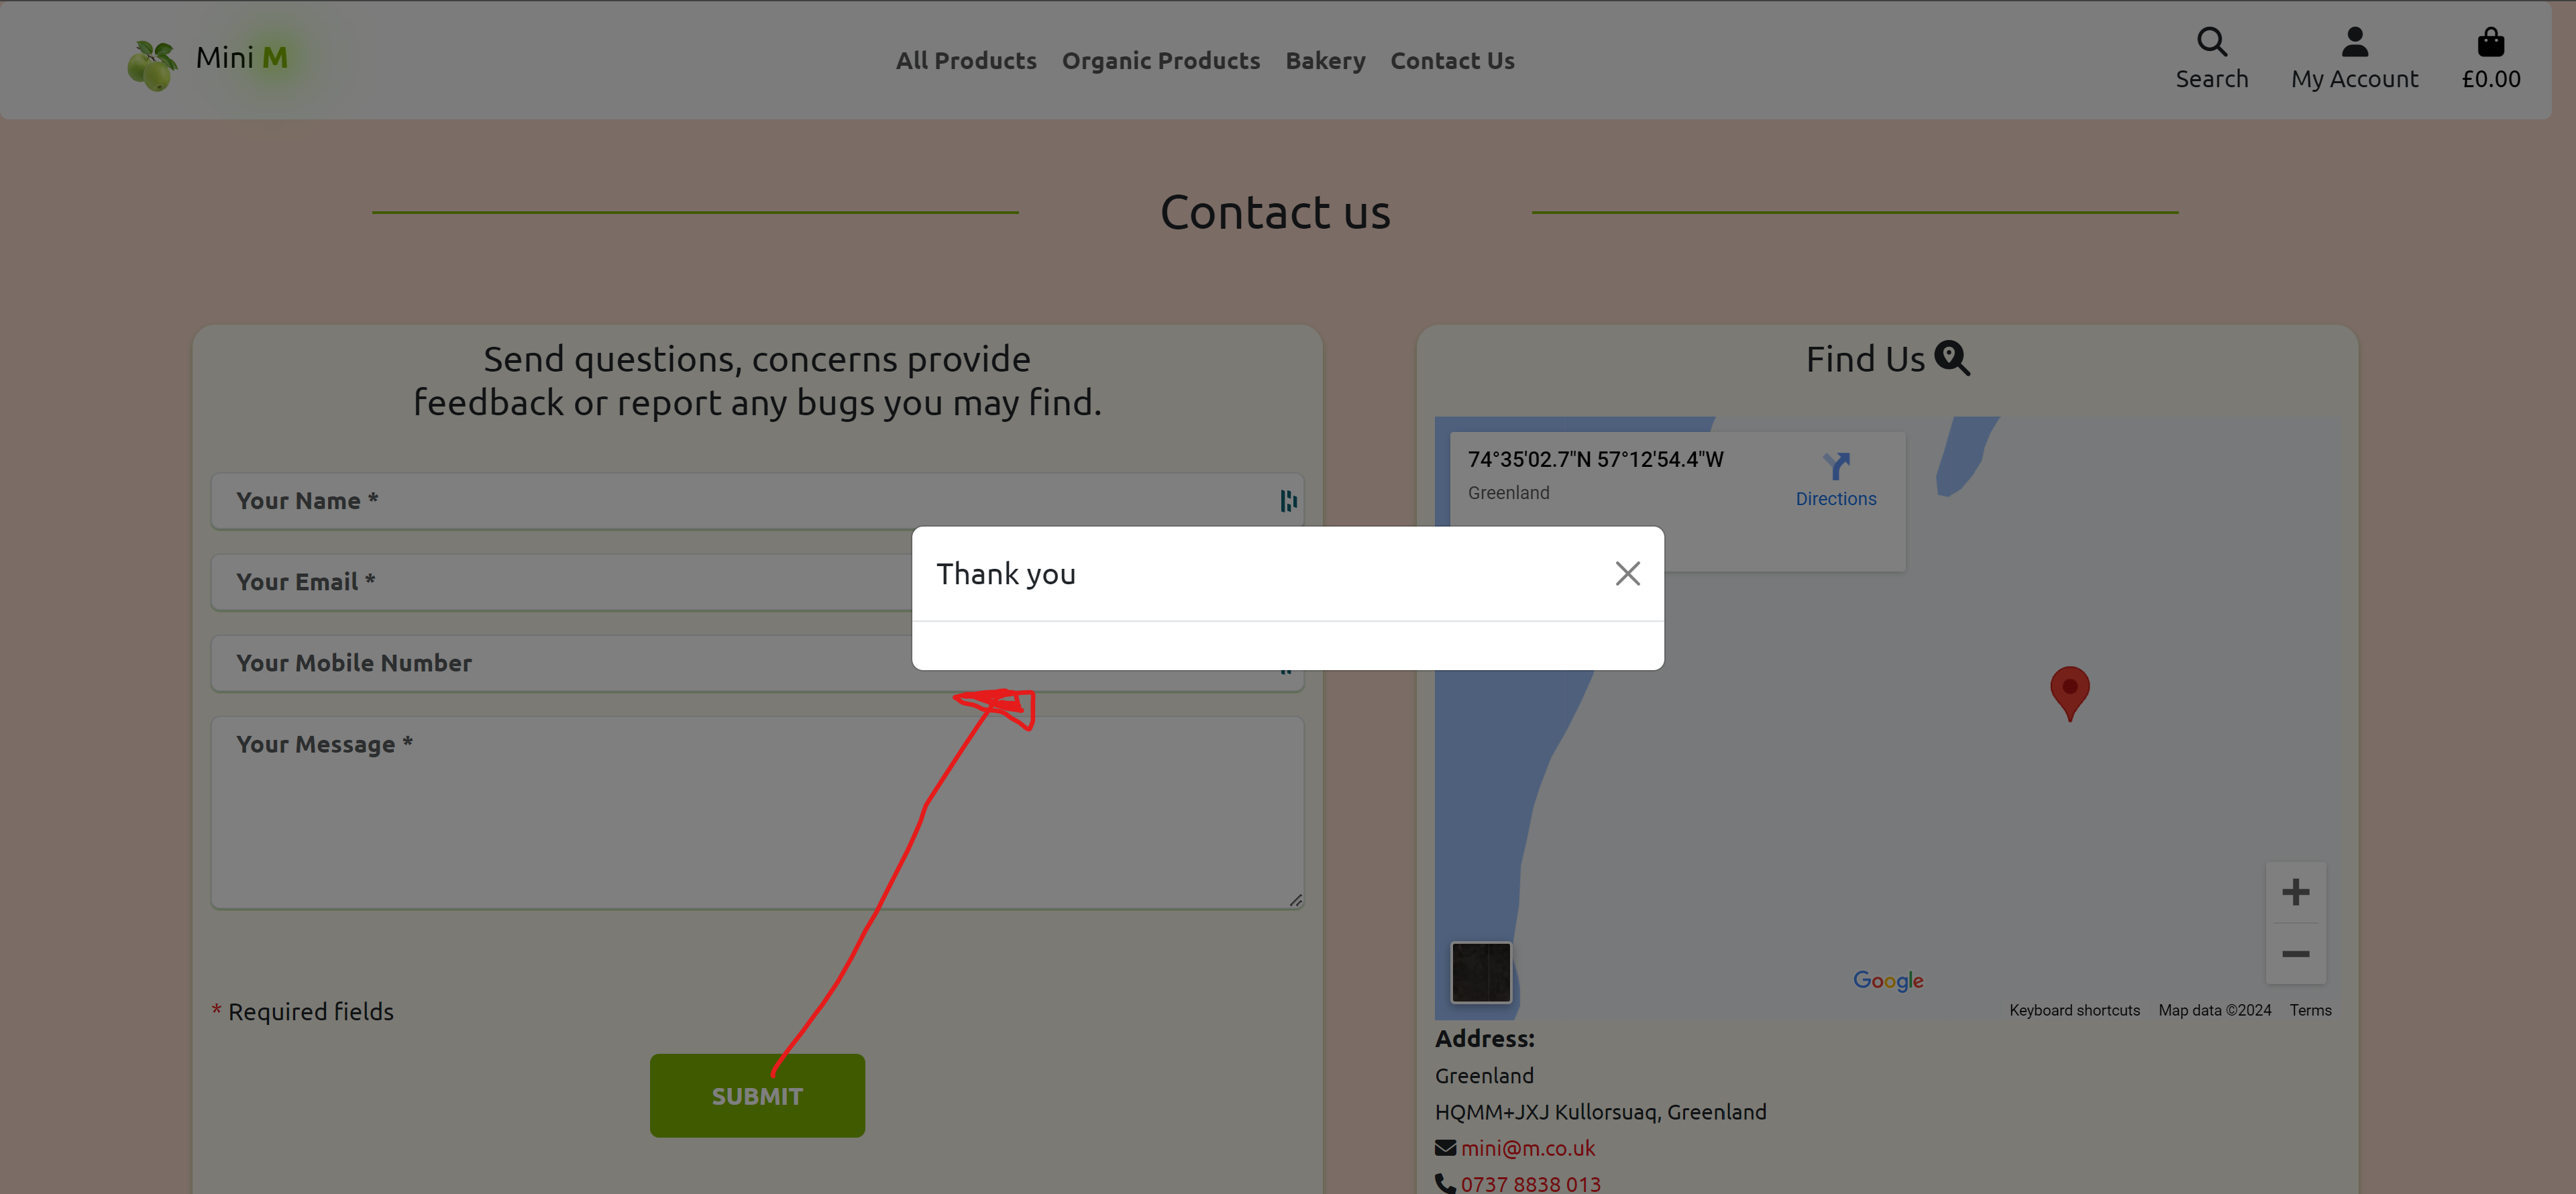 Mini M
All Products Organic Products Bakery Contact Us
Search My Account £0.00
Contact us
Send questions, concerns provide
feedback or report any bugs you may find.
Your Name *
Your Email *
Your Mobile Number
Your Message *
* Required fields
SUBMIT
Thank you
Find Us
74°35'02.7"N 57°12'54.4"W
Greenland
Directions
Google
Keyboard shortcuts Map data ©2024 Terms
Address:
Greenland
HQMM+JXJ Kullorsuaq, Greenland
mini@m.co.uk
0737 8838 013